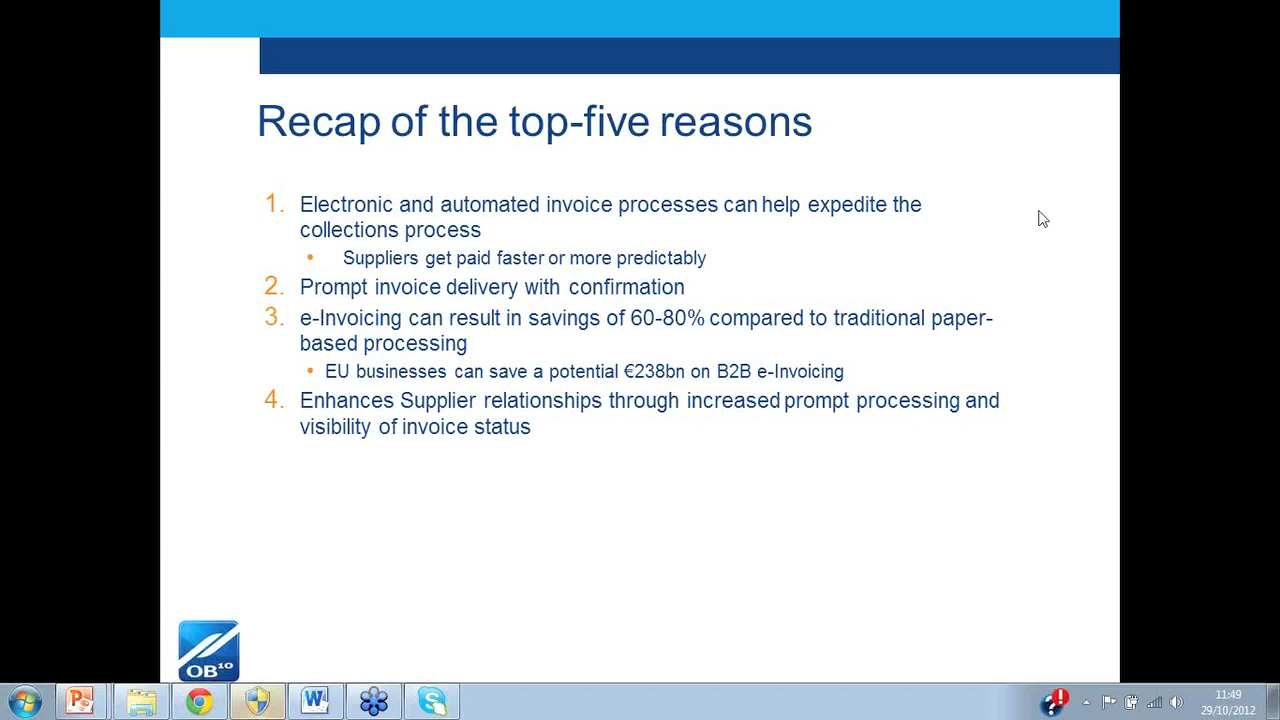 Recap of the top-five reasons
1. Electronic and automated invoice processes can help expedite the
collections process
• Suppliers get paid faster or more predictably
2. Prompt invoice delivery with confirmation
3. e-Invoicing can result in savings of 60-80% compared to traditional paper-
based processing
• EU businesses can save a potential €238bn on B2B e-Invoicing
4. Enhances Supplier relationships through increased prompt processing and
visibility of invoice status
OB10
11:49
29/10/2012